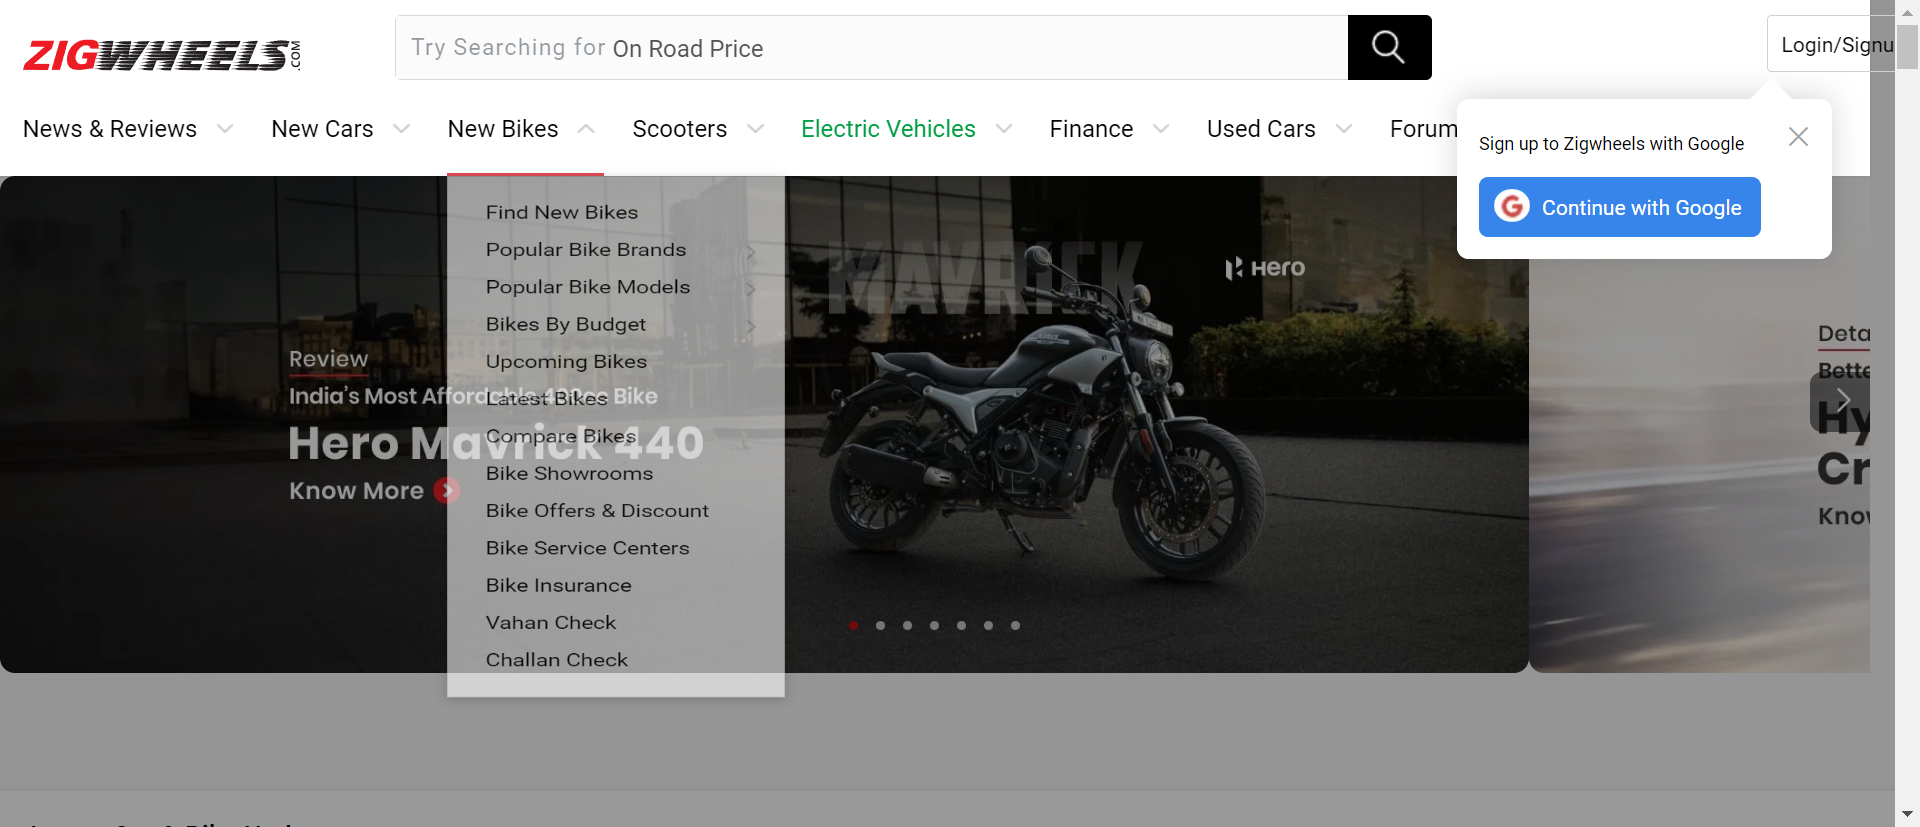 ZIGWHEELS.COM
Try Searching for On Road Price
Login/Signu
News & Reviews
New Cars
New Bikes
Scooters
Electric Vehicles
Finance
Used Cars
Forum
Sign up to Zigwheels with Google
Continue with Google
Find New Bikes
Popular Bike Brands
Popular Bike Models
Bikes By Budget
Upcoming Bikes
Latest Bikes
Compare Bikes
Bike Showrooms
Bike Offers & Discount
Bike Service Centers
Bike Insurance
Vahan Check
Challan Check
Review
India's Most Affordable 440cc Bike
Hero Mavrick 440
Know More
MAVRICK
Hero
Deta
Bette
Hy
Cr
Know